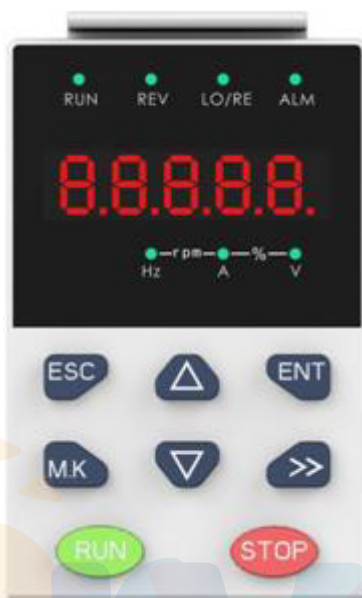 RUN REV LO/RE ALM
8.8.8.8.8.
rpm %
Hz A V
ESC ENT
M.K >>
RUN STOP